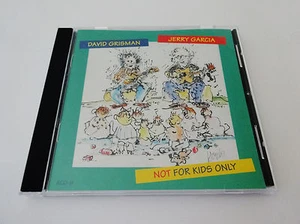 DAVID GRISMAN
JERRY GARCIA
NOT FOR KIDS ONLY